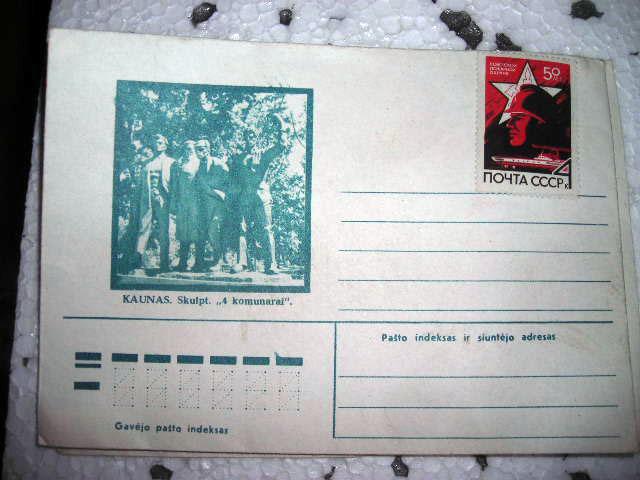 50
ПОЧТА СССР
KAUNAS. Skulpt. „4 komunarai".
Pašto indeksas ir siuntėjo adresas
Gavėjo pašto indeksas